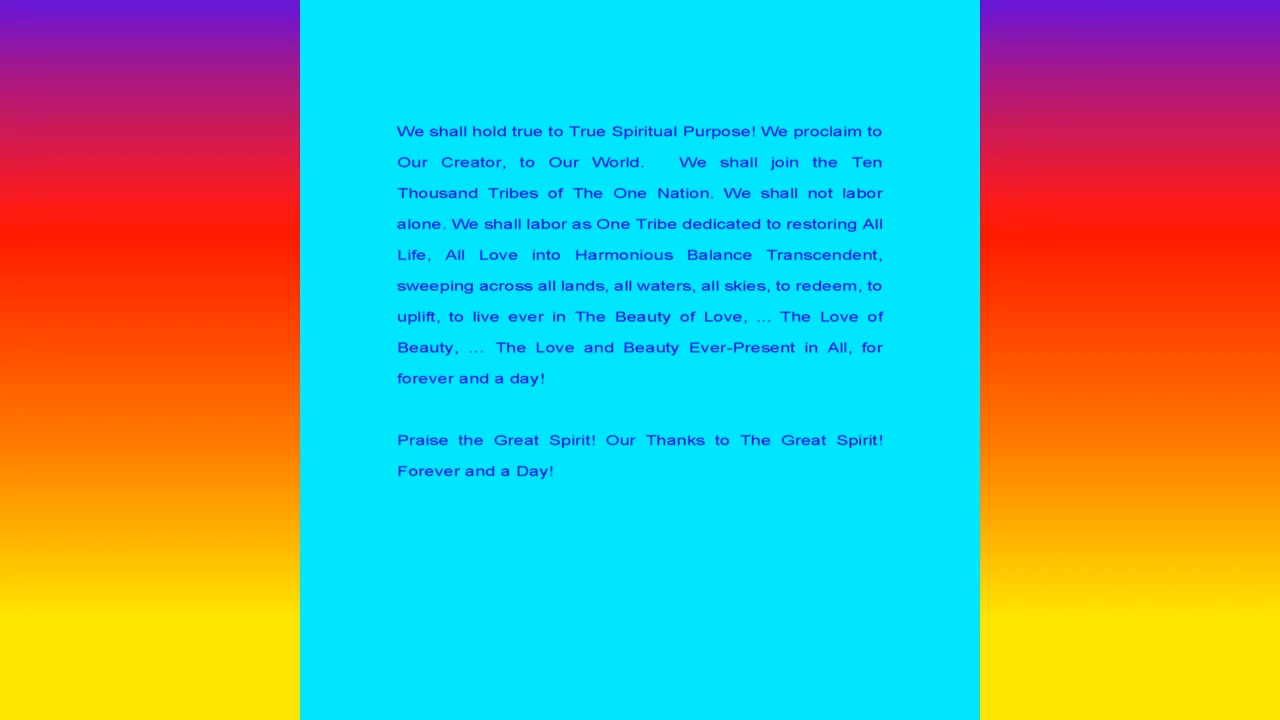 We shall hold true to True Spiritual Purpose! We proclaim to
Our Creator, to Our World. We shall join the Ten
Thousand Tribes of The One Nation. We shall not labor
alone. We shall labor as One Tribe dedicated to restoring All
Life, All Love into Harmonious Balance Transcendent,
sweeping across all lands, all waters, all skies, to redeem, to
uplift, to live ever in The Beauty of Love, ... The Love of
Beauty, ... The Love and Beauty Ever-Present in All, for
forever and a day!
Praise the Great Spirit! Our Thanks to The Great Spirit!
Forever and a Day!